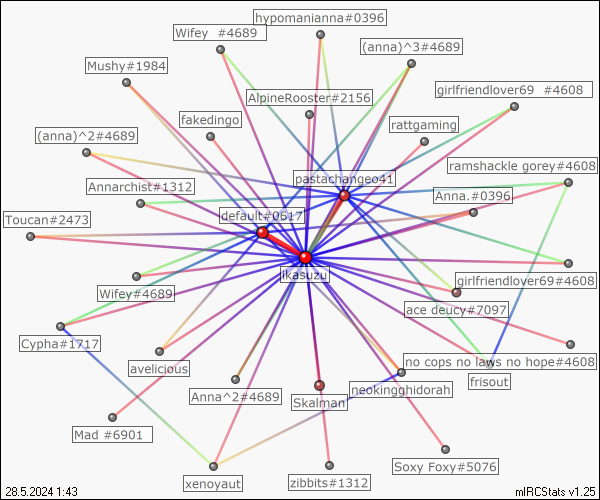 hypomanianna#0396
Wifey  #4689
(anna)^3#4689
Mushy#1984
girlfriendlover69  #4608
AlpineRooster#2156
fakedingo
rattgaming
(anna)^2#4689
ramshackle gorey#4608
pastachangeo41
Annarchist#1312
Anna.#0396
default#0617
Toucan#2473
ikasuzu
girlfriendlover69#4608
Wifey#4689
ace deucy#7097
Cypha#1717
no cops no laws no hope#4608
avelicious
frisout
neokingghidorah
Anna^2#4689
Skalman
Mad #6901
Soxy Foxy#5076
xenoyaut
zibbits#1312
28.5.2024 1:43
mIRCStats v1.25